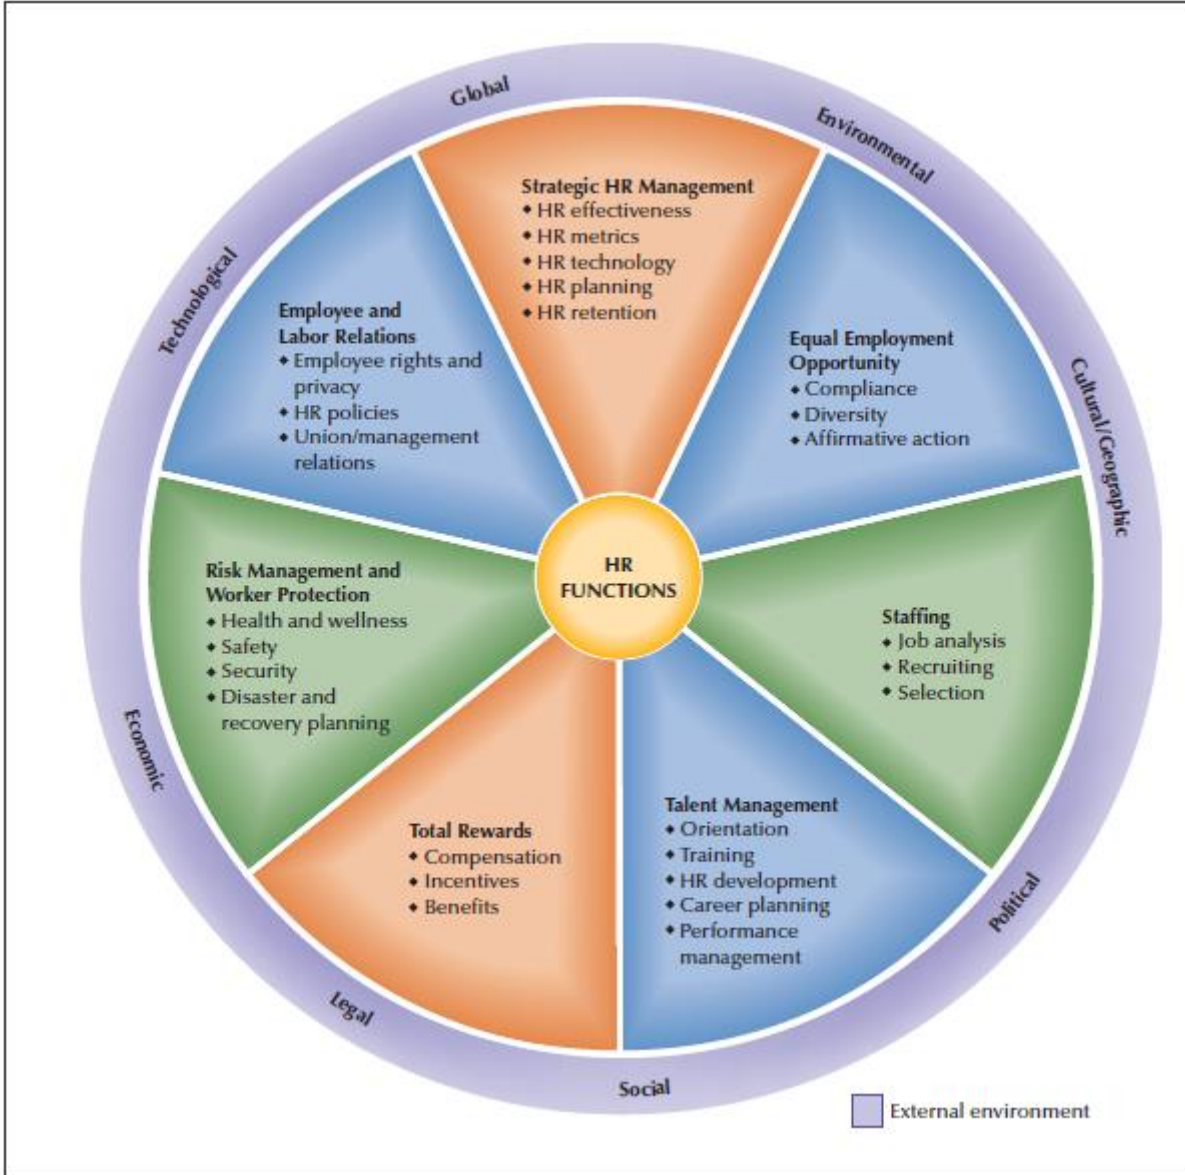 Global
Environmental
Technological
Cultural/Geographic
Economic
Political
Legal
Social
Strategic HR Management
◆ HR effectiveness
◆ HR metrics
◆ HR technology
◆ HR planning
◆ HR retention
Equal Employment
Opportunity
◆ Compliance
◆ Diversity
◆ Affirmative action
Staffing
◆ Job analysis
◆ Recruiting
◆ Selection
Talent Management
◆ Orientation
◆ Training
◆ HR development
◆ Career planning
◆ Performance
management
Total Rewards
◆ Compensation
◆ Incentives
◆ Benefits
Risk Management and
Worker Protection
◆ Health and wellness
◆ Safety
◆ Security
◆ Disaster and
recovery planning
Employee and
Labor Relations
◆ Employee rights and
privacy
◆ HR policies
◆ Union/management
relations
HR
FUNCTIONS
External environment